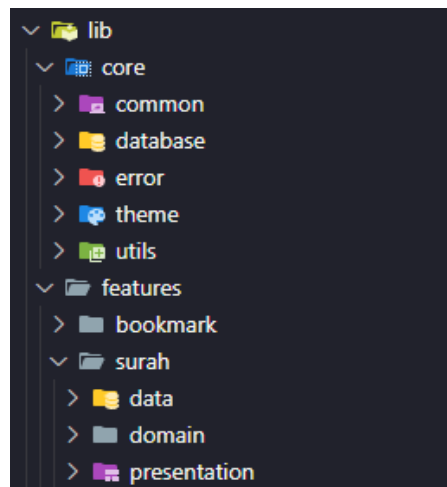 lib
core
common
database
error
theme
utils
features
bookmark
surah
data
domain
presentation